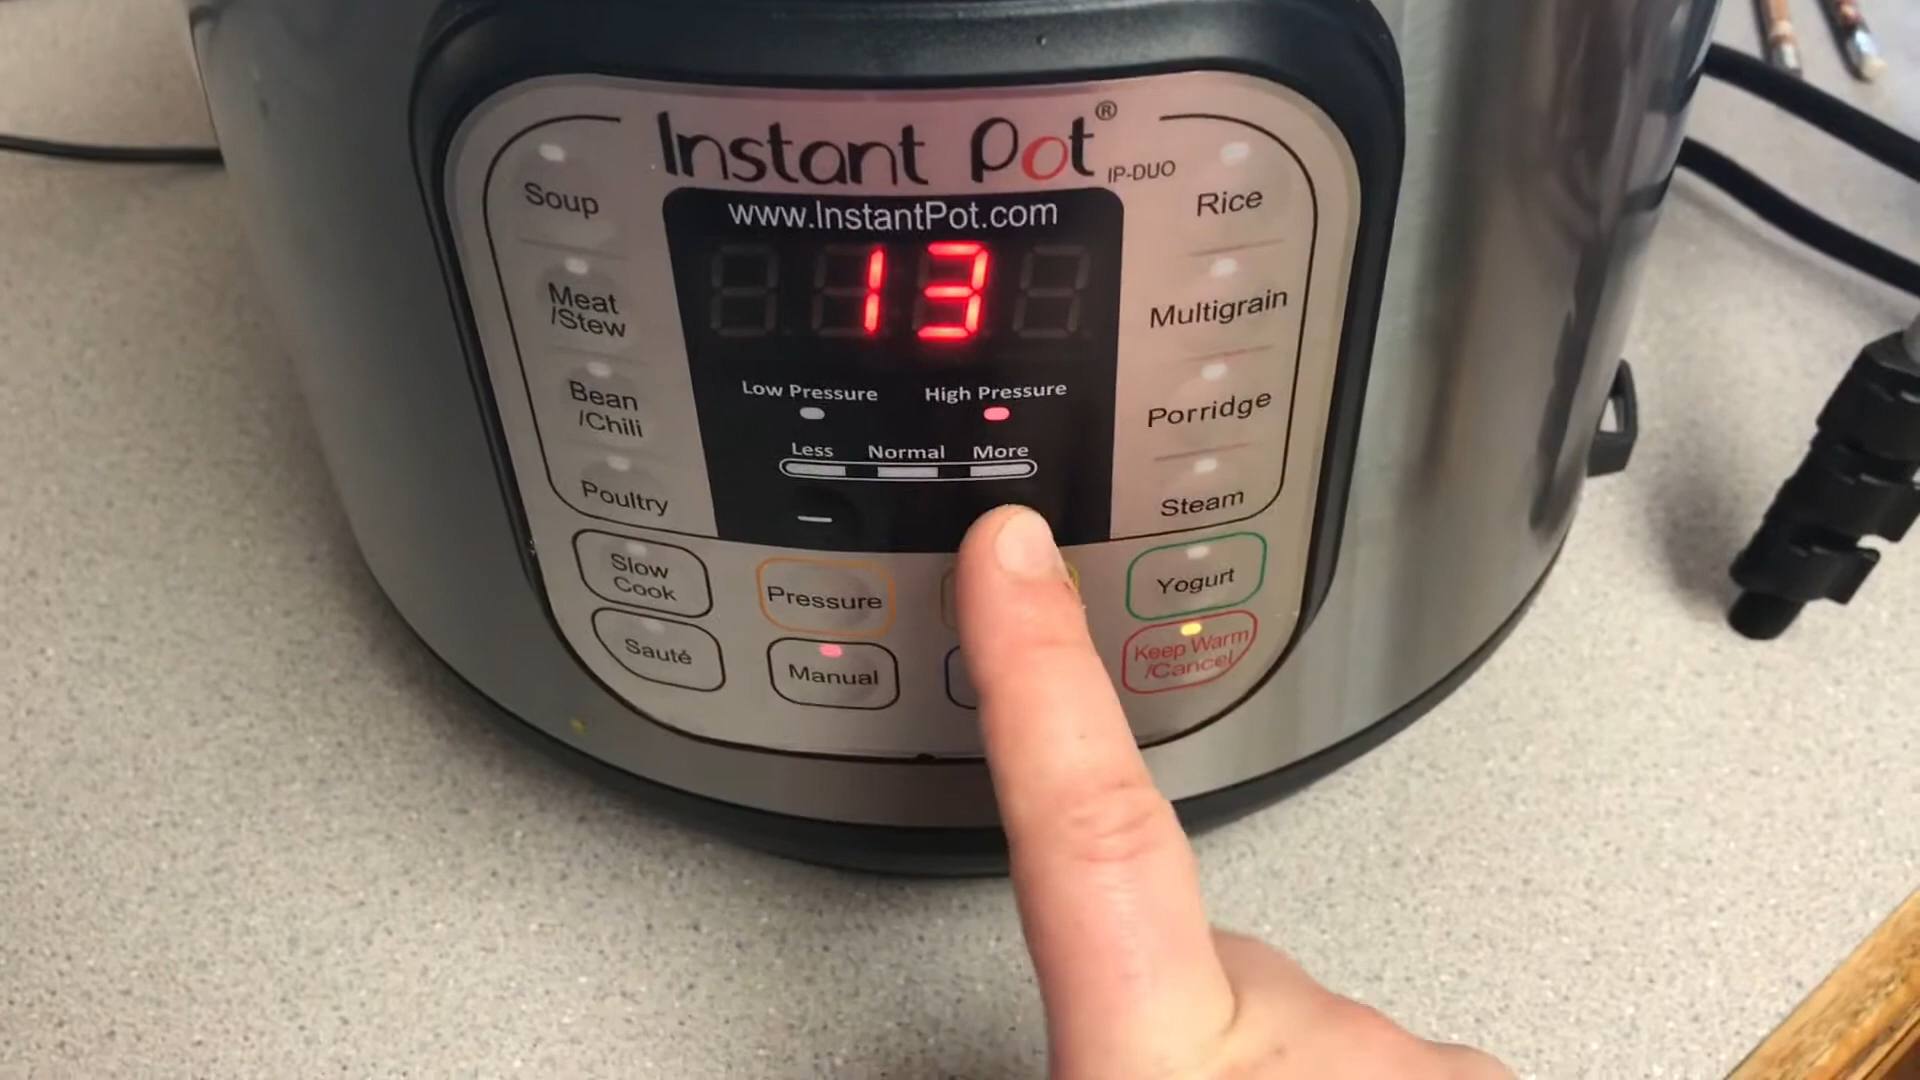 Instant Pot®
IP-DUO
www.InstantPot.com
13
Soup
Meat
/Stew
Bean
/Chili
Poultry
Low Pressure
High Pressure
Less Normal More
−
Rice
Multigrain
Porridge
Steam
Slow
Cook
Pressure
Yogurt
Sauté
Manual
Keep Warm
/Cancel